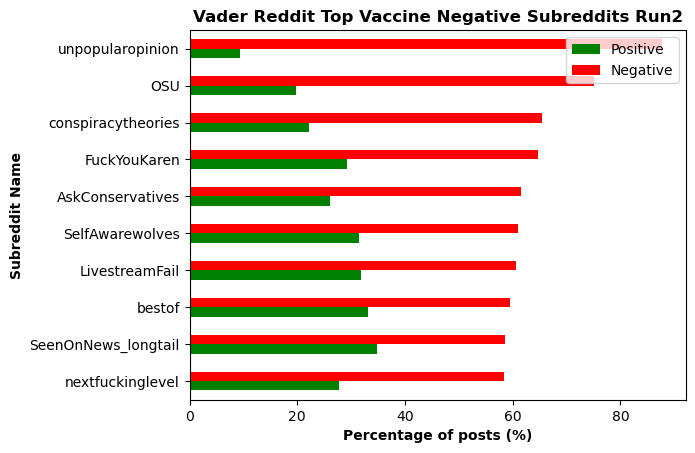 Vader Reddit Top Vaccine Negative Subreddits Run2
Positive
Negative
Subreddit Name
unpopularopinion
OSU
conspiracytheories
FuckYouKaren
AskConservatives
SelfAwarewolves
LivestreamFail
bestof
SeenOnNews_longtail
nextfuckinglevel
0 20 40 60 80
Percentage of posts (%)